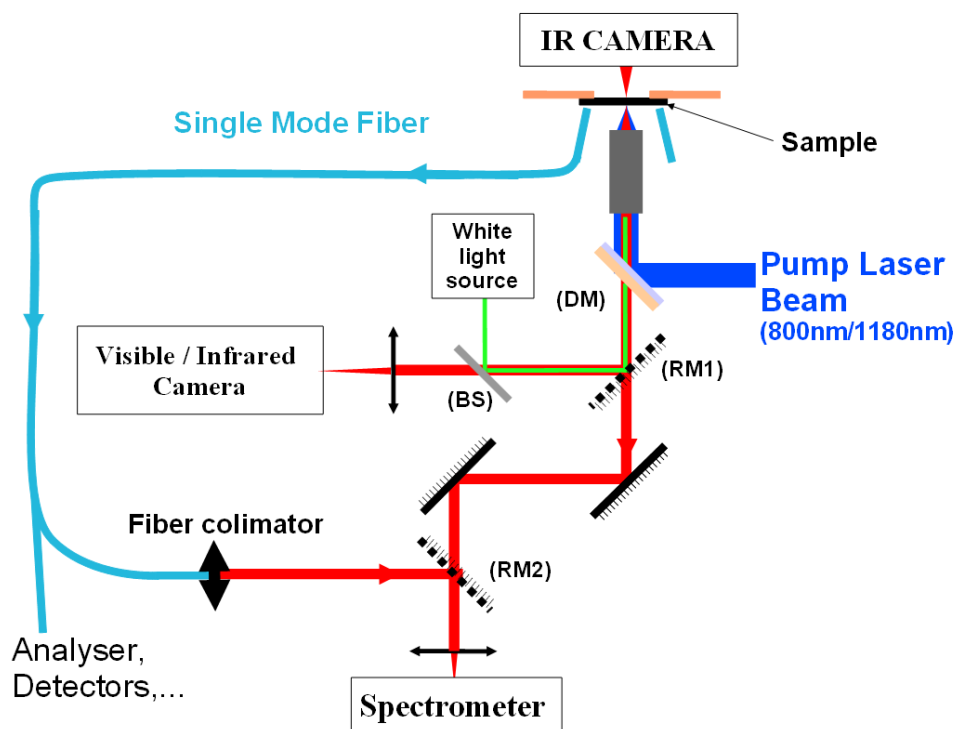 IR CAMERA
Single Mode Fiber
Sample
White
light
source
(DM)
Pump Laser
Beam
(800nm/1180nm)
Visible / Infrared
Camera
(BS)
(RM1)
Fiber colimator
(RM2)
Analyser,
Detectors,...
Spectrometer